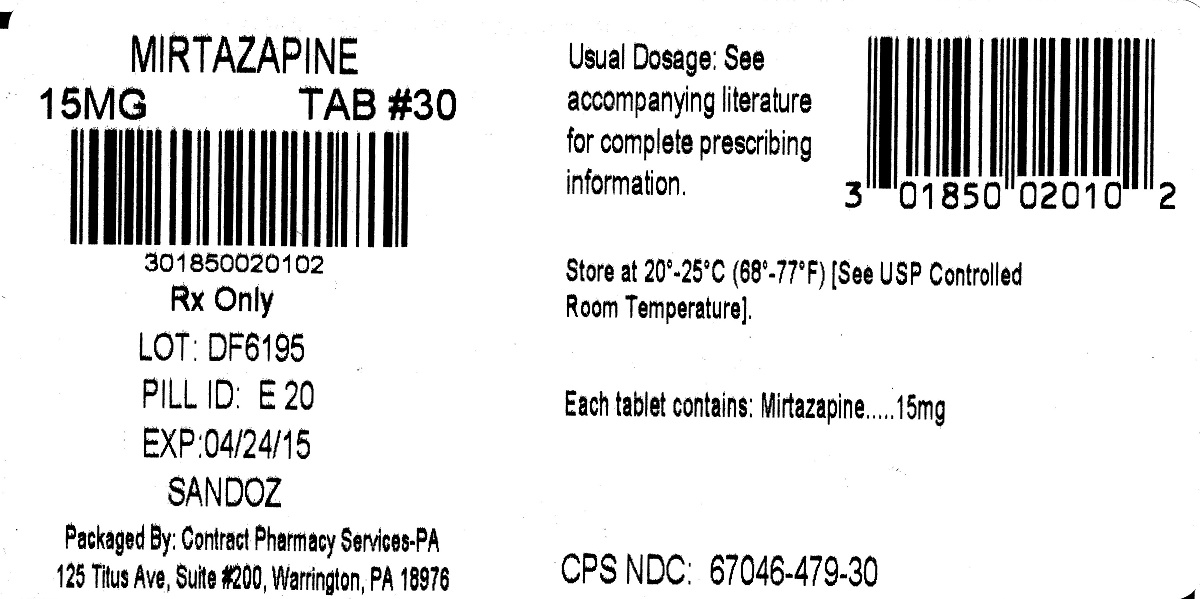 MIRTAZAPINE
15MG TAB #30
301850020102
Rx Only
LOT: DF6195
PILL ID: E 20
EXP:04/24/15
SANDOZ
Packaged By: Contract Pharmacy Services-PA
125 Titus Ave, Suite #200, Warrington, PA 18976
Usual Dosage: See
accompanying literature
for complete prescribing
information.
3 01850 02010 2
Store at 20°-25°C (68°-77°F) [See USP Controlled
Room Temperature].
Each tablet contains: Mirtazapine.....15mg
CPS NDC: 67046-479-30